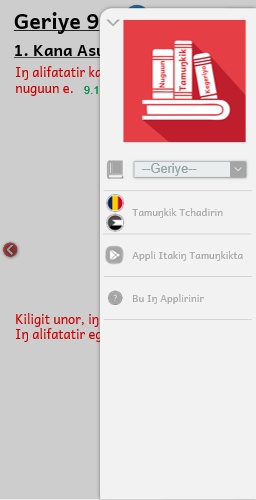 Geriye 9
1. Kana Asu
Iŋ alifatatir ka
nuguun e. 9.1
Kiligit unor, iŋ
Iŋ alifatatir eg
Nuguun
Tamuŋkik
Kegeriyo
--Geriye--
Tamuŋkik Tchadirin
Appli Itakiŋ Tamuŋkikta
Bu Iŋ Applirinir